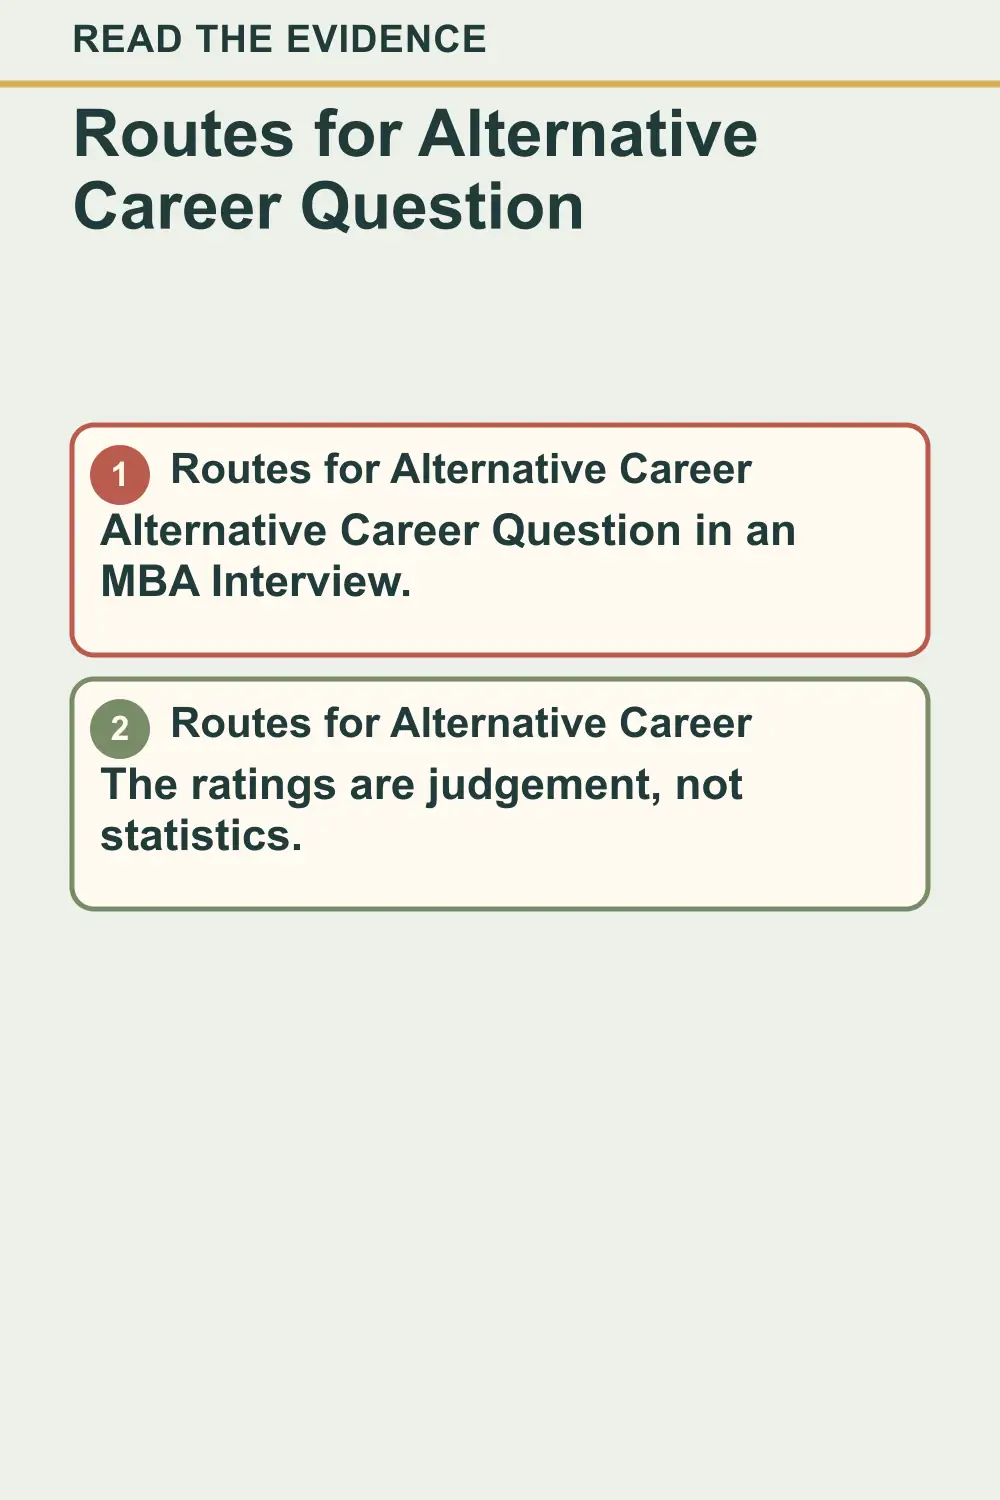 READ THE EVIDENCE
Routes for Alternative
Career Question
1 Routes for Alternative Career
Alternative Career Question in an
MBA Interview.
2 Routes for Alternative Career
The ratings are judgement, not
statistics.